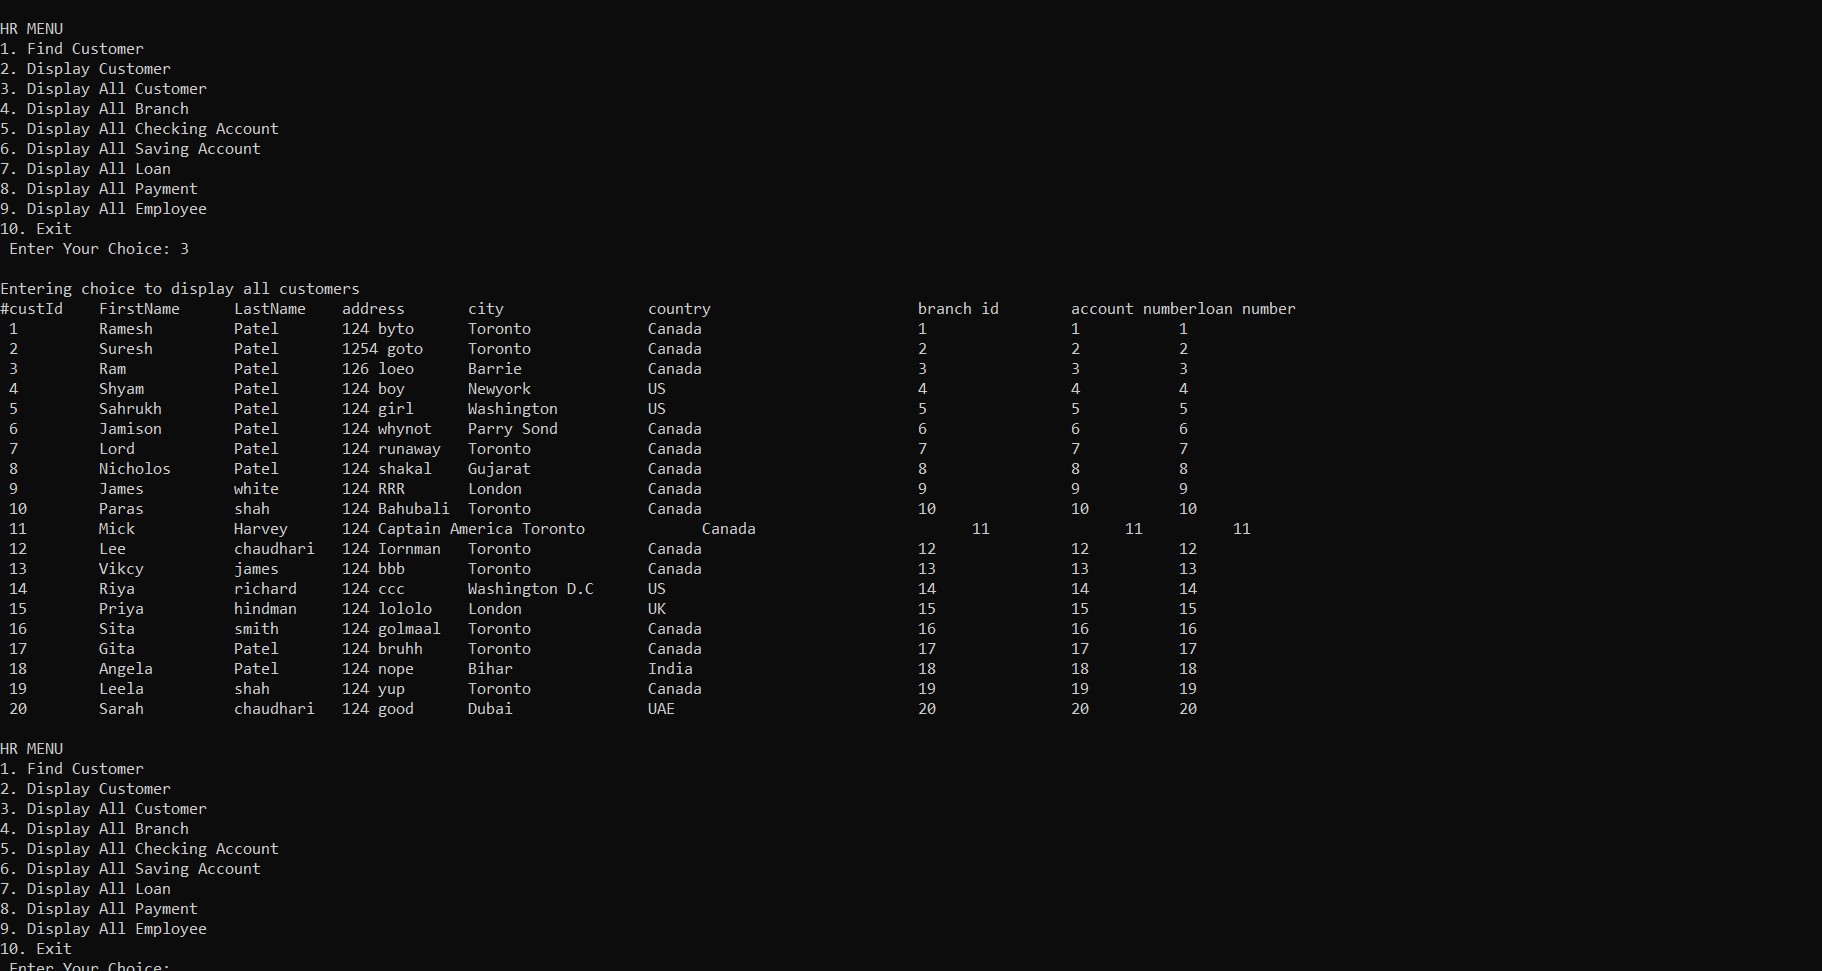 HR MENU
1. Find Customer
2. Display Customer
3. Display All Customer
4. Display All Branch
5. Display All Checking Account
6. Display All Saving Account
7. Display All Loan
8. Display All Payment
9. Display All Employee
10. Exit
Enter Your Choice: 3
Entering choice to display all customers
#custId FirstName LastName address city country branch id account numberloan number
1 Ramesh Patel 124 byto Toronto Canada 1 1 1
2 Suresh Patel 1254 goto Toronto Canada 2 2 2
3 Ram Patel 126 loeo Barrie Canada 3 3 3
4 Shyam Patel 124 boy Newyork US 4 4 4
5 Sahrukh Patel 124 girl Washington US 5 5 5
6 Jamison Patel 124 whynot Parry Sond Canada 6 6 6
7 Lord Patel 124 runaway Toronto Canada 7 7 7
8 Nicholos Patel 124 shakal Gujarat Canada 8 8 8
9 James white 124 RRR London Canada 9 9 9
10 Paras shah 124 Bahubali Toronto Canada 10 10 10
11 Mick Harvey 124 Captain America Toronto Canada 11 11 11
12 Lee chaudhari 124 Iornman Toronto Canada 12 12 12
13 Vikcy james 124 bbb Toronto Canada 13 13 13
14 Riya richard 124 ccc Washington D.C US 14 14 14
15 Priya hindman 124 lololo London UK 15 15 15
16 Sita smith 124 golmaal Toronto Canada 16 16 16
17 Gita Patel 124 bruhh Toronto Canada 17 17 17
18 Angela Patel 124 nope Bihar India 18 18 18
19 Leela shah 124 yup Toronto Canada 19 19 19
20 Sarah chaudhari 124 good Dubai UAE 20 20 20
HR MENU
1. Find Customer
2. Display Customer
3. Display All Customer
4. Display All Branch
5. Display All Checking Account
6. Display All Saving Account
7. Display All Loan
8. Display All Payment
9. Display All Employee
10. Exit
Enter Your Choice: